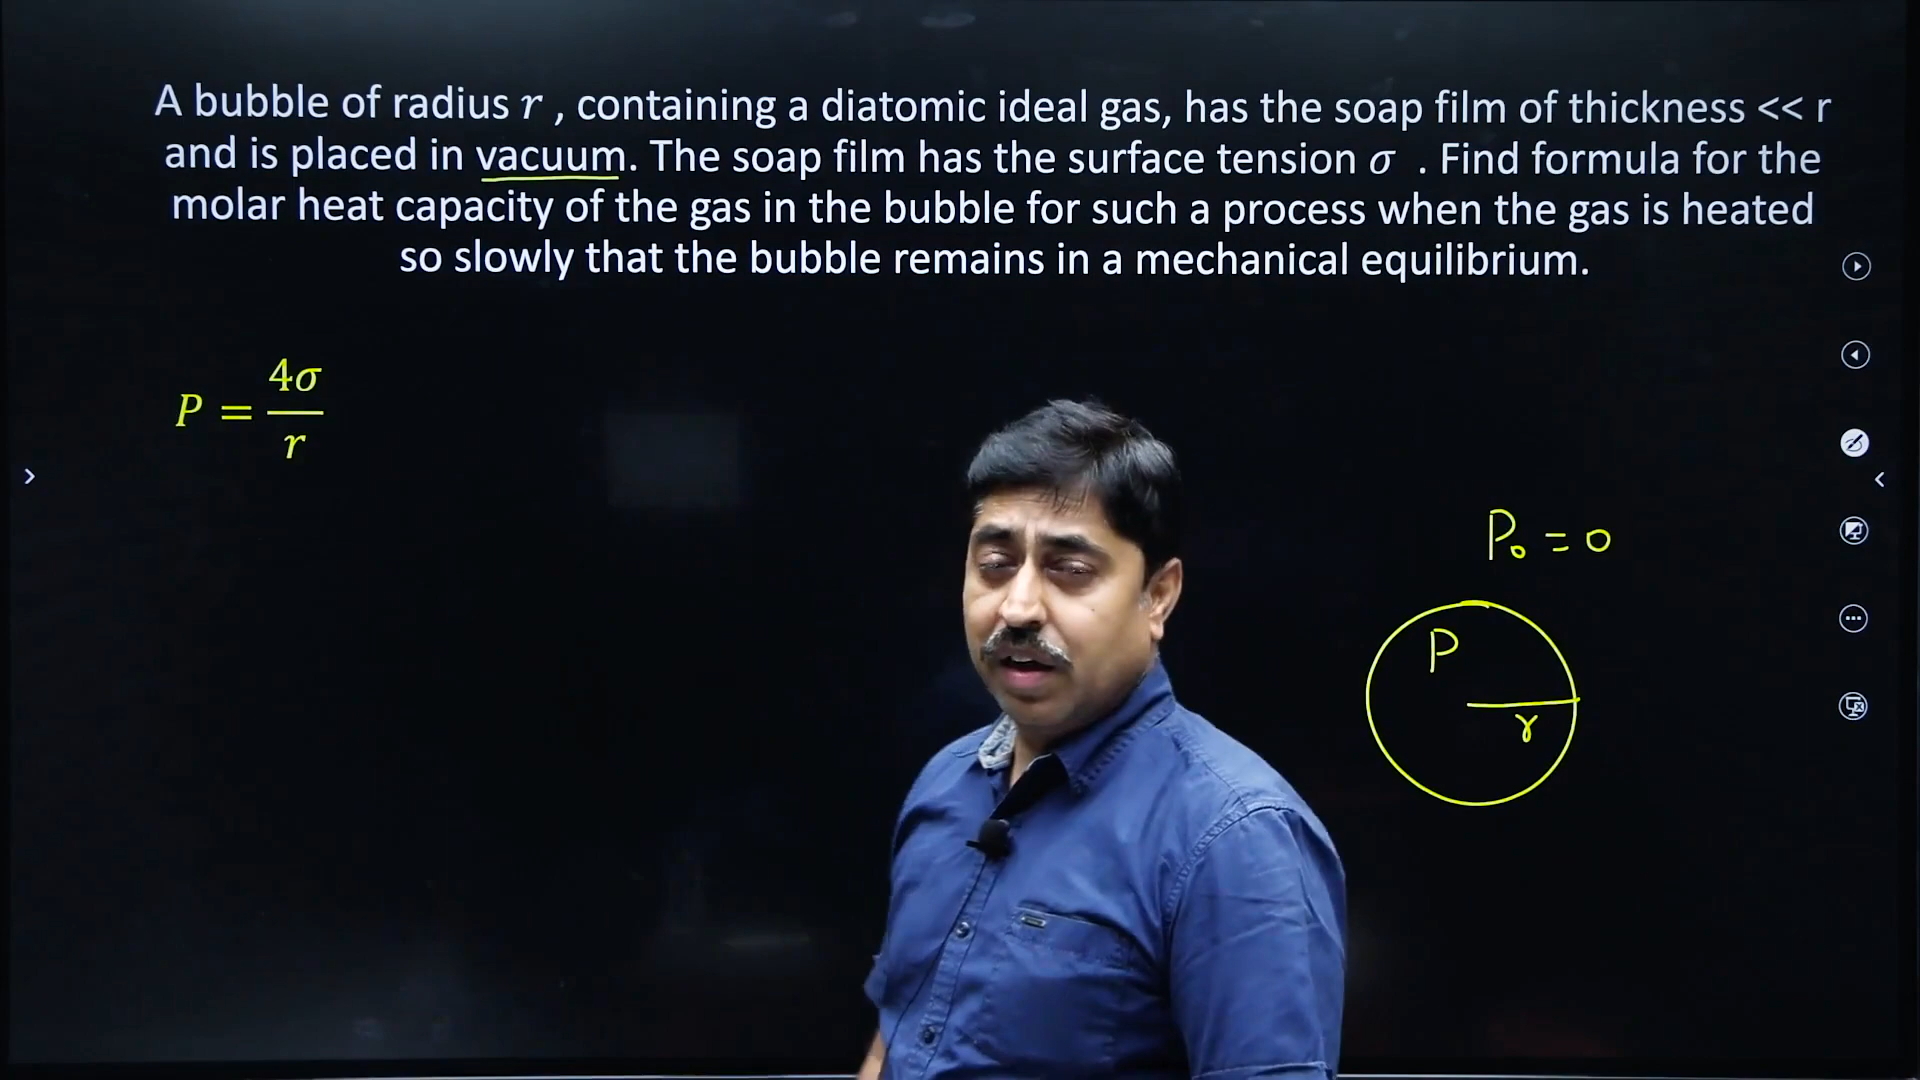 A bubble of radius r , containing a diatomic ideal gas, has the soap film of thickness << r
and is placed in vacuum. The soap film has the surface tension σ . Find formula for the
molar heat capacity of the gas in the bubble for such a process when the gas is heated
so slowly that the bubble remains in a mechanical equilibrium.
P = 4σ/r
P₀ = 0
P
r